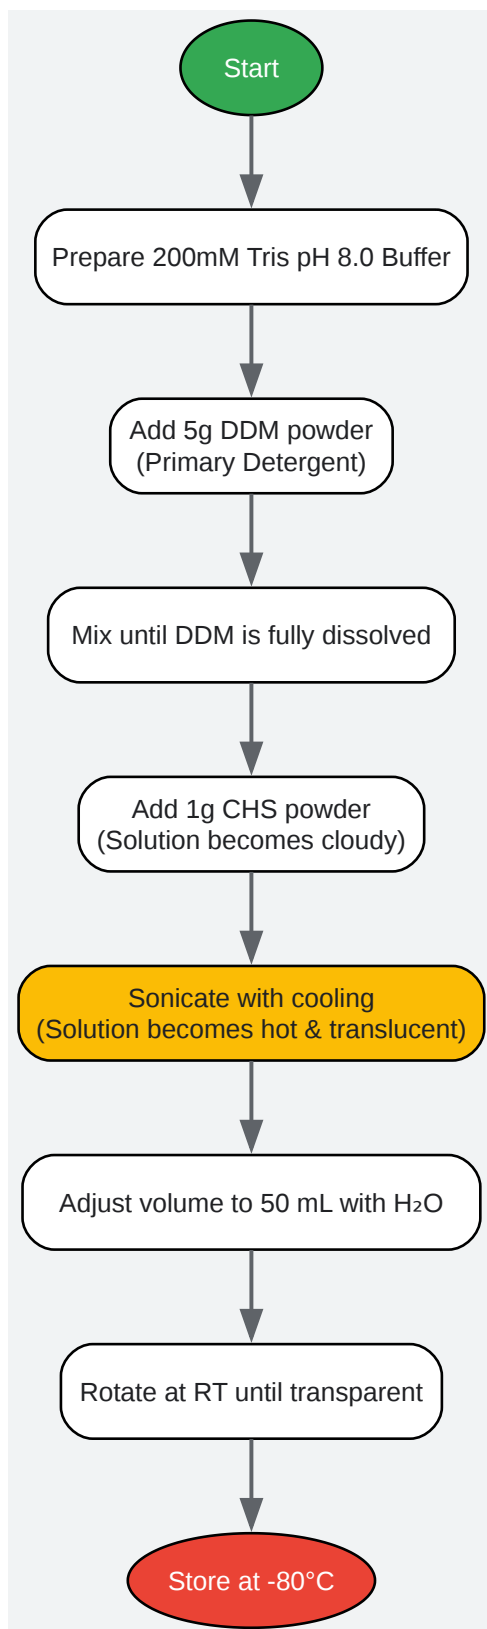 Start
Prepare 200mM Tris pH 8.0 Buffer
Add 5g DDM powder
(Primary Detergent)
Mix until DDM is fully dissolved
Add 1g CHS powder
(Solution becomes cloudy)
Sonicate with cooling
(Solution becomes hot & translucent)
Adjust volume to 50 mL with H₂O
Rotate at RT until transparent
Store at -80°C